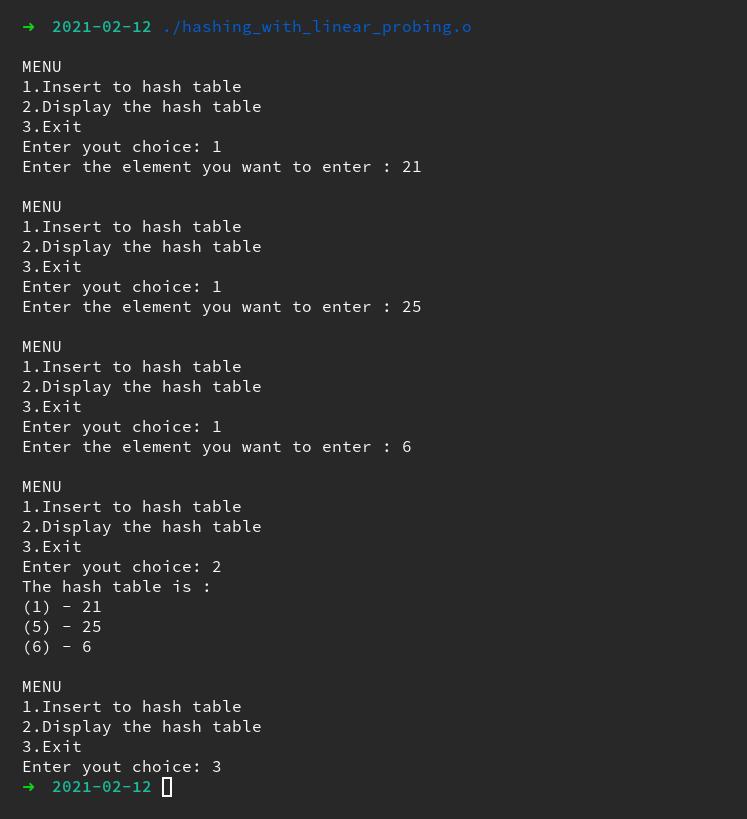 → 2021-02-12 ./hashing_with_linear_probing.o
MENU
1.Insert to hash table
2.Display the hash table
3.Exit
Enter yout choice: 1
Enter the element you want to enter : 21
MENU
1.Insert to hash table
2.Display the hash table
3.Exit
Enter yout choice: 1
Enter the element you want to enter : 25
MENU
1.Insert to hash table
2.Display the hash table
3.Exit
Enter yout choice: 1
Enter the element you want to enter : 6
MENU
1.Insert to hash table
2.Display the hash table
3.Exit
Enter yout choice: 2
The hash table is :
(1) - 21
(5) - 25
(6) - 6
MENU
1.Insert to hash table
2.Display the hash table
3.Exit
Enter yout choice: 3
→ 2021-02-12